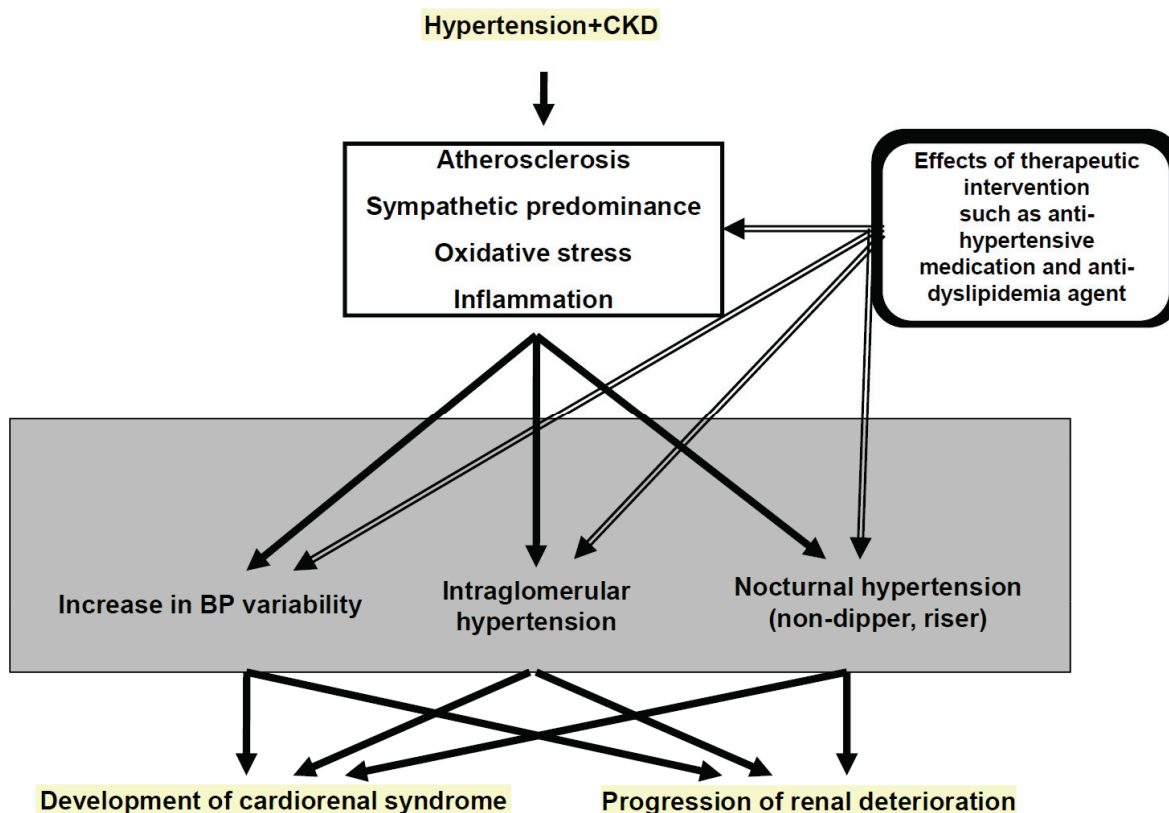 Hypertension+CKD
Atherosclerosis
Sympathetic predominance
Oxidative stress
Inflammation
Effects of therapeutic
intervention
such as anti-
hypertensive
medication and anti-
dyslipidemia agent
Increase in BP variability
Intraglomerular
hypertension
Nocturnal hypertension
(non-dipper, riser)
Development of cardiorenal syndrome
Progression of renal deterioration